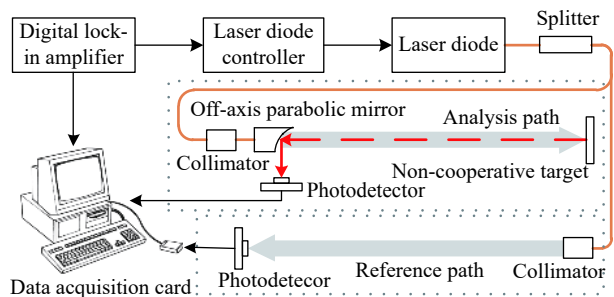 Digital lock-
in amplifier
Laser diode
controller
Laser diode
Splitter
Off-axis parabolic mirror
Analysis path
Collimator
Non-cooperative target
Photodetector
Data acquisition card
Photodetecor
Reference path
Collimator